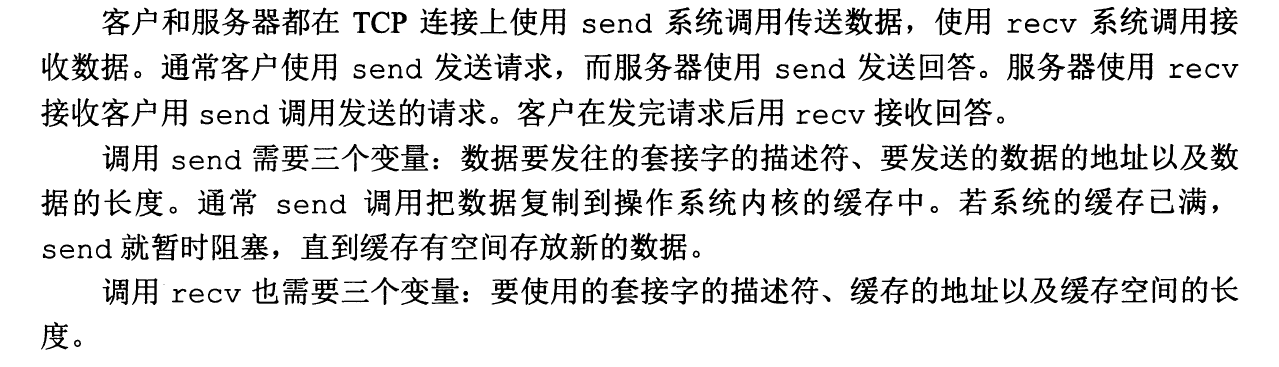 客户和服务器都在 TCP 连接上使用 send 系统调用传送数据，使用 recv 系统调用接
收数据。通常客户使用 send 发送请求，而服务器使用 send 发送回答。服务器使用 recv
接收客户用 send 调用发送的请求。客户在发完请求后用 recv 接收回答。
调用 send 需要三个变量：数据要发往的套接字的描述符、要发送的数据的地址以及数
据的长度。通常 send 调用把数据复制到操作系统内核的缓存中。若系统的缓存已满，
send 就暂时阻塞，直到缓存有空间存放新的数据。
调用 recv 也需要三个变量：要使用的套接字的描述符、缓存的地址以及缓存空间的长
度。